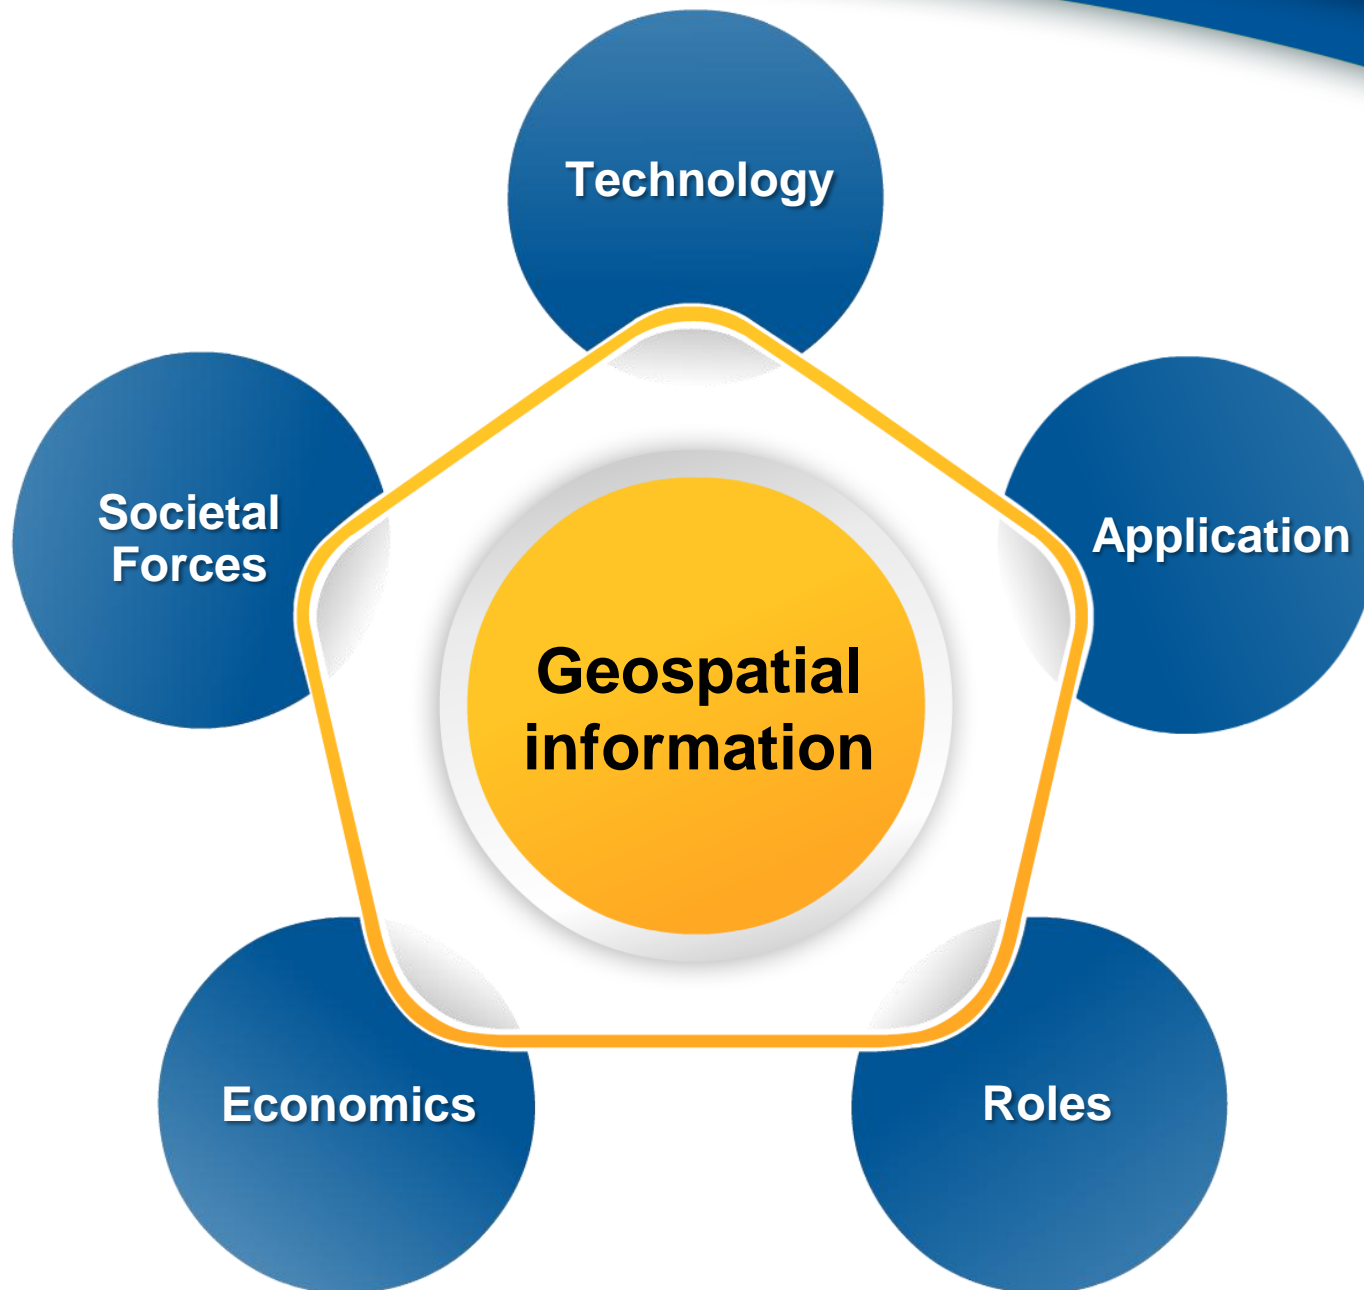 Technology
Societal
Forces
Application
Geospatial
information
Economics
Roles